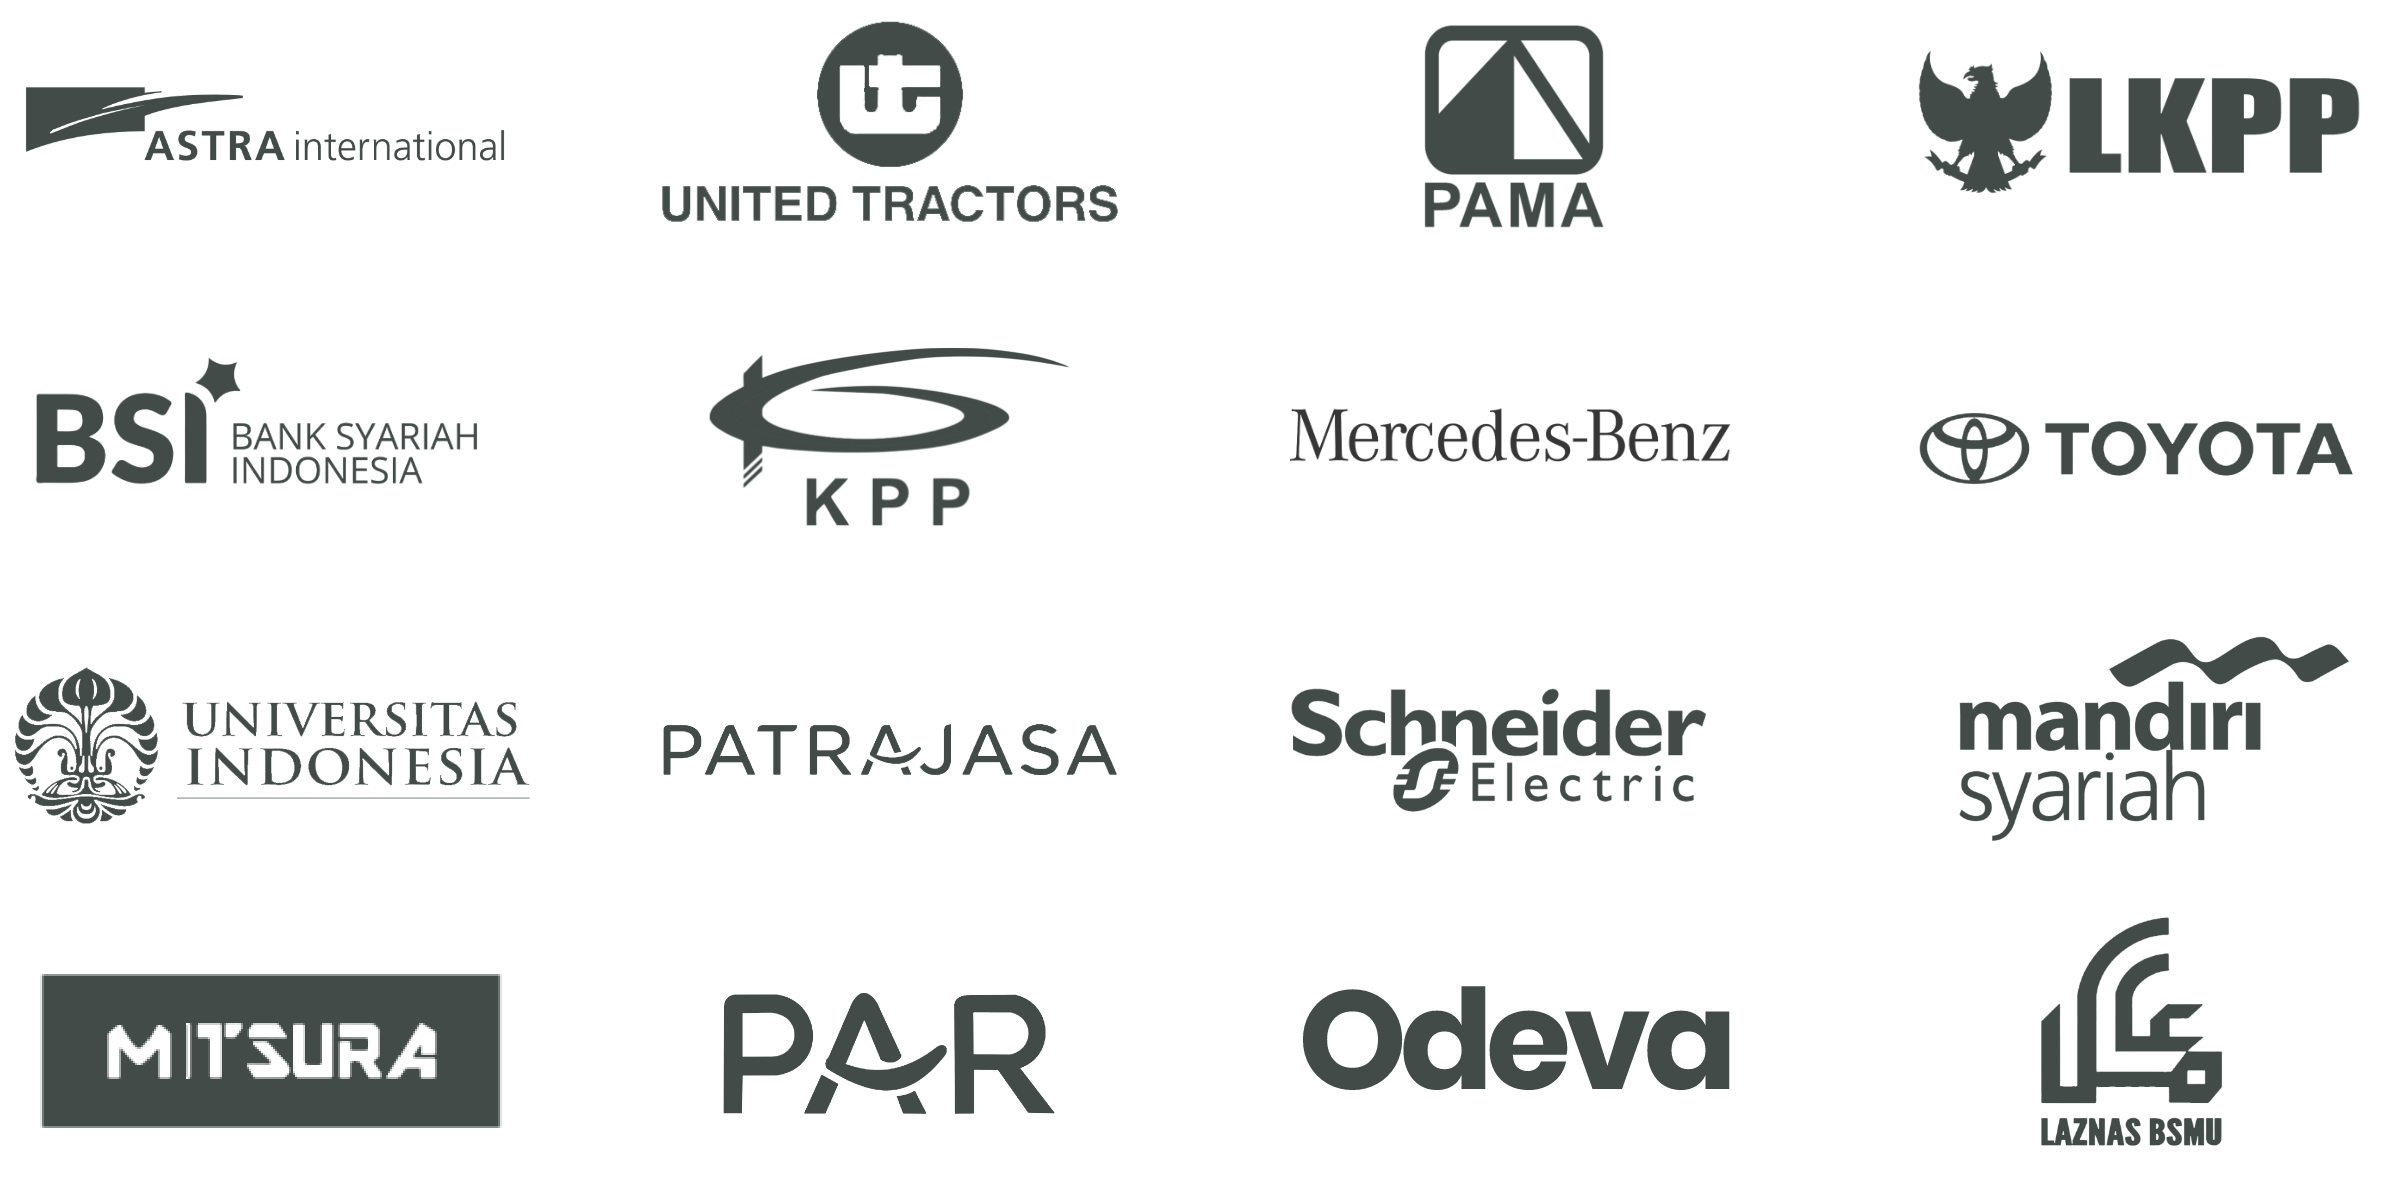 ASTRA international
ut
UNITED TRACTORS
PAMA
LKPP
BSI
BANK SYARIAH
INDONESIA
KPP
Mercedes-Benz
TOYOTA
UNIVERSITAS
INDONESIA
PATRAJASA
Schneider
Electric
mandiri
syariah
MITSURA
PAR
Odeva
LAZNAS BSMU